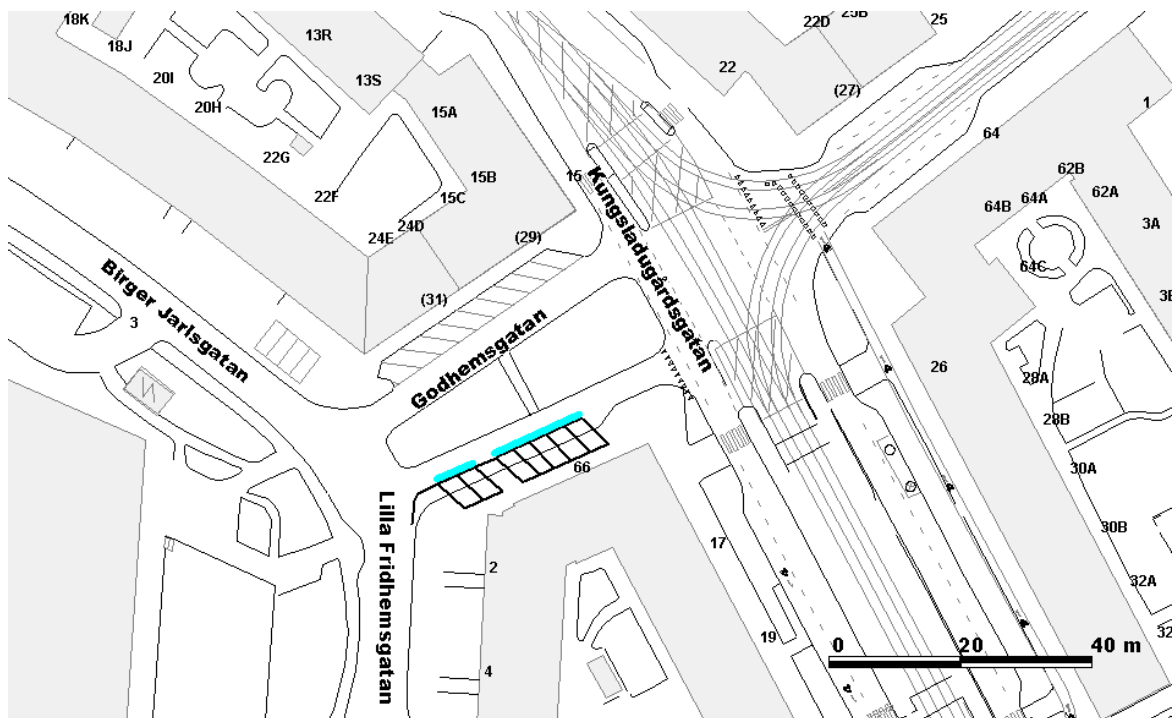 18K
18J
13R
20I
13S
20H
15A
22G
22F
15C
15B
24D
24E
(29)
(31)
15
22
22D
25B
25
(27)
64
1
62B
62A
64A
64B
3A
64C
Kungsladugårdsgatan
Birger Jarlsgatan
3
Godhemsgatan
26
28A
28B
30A
30B
32A
66
Lilla Fridhemsgatan
2
4
17
19
0 20 40 m